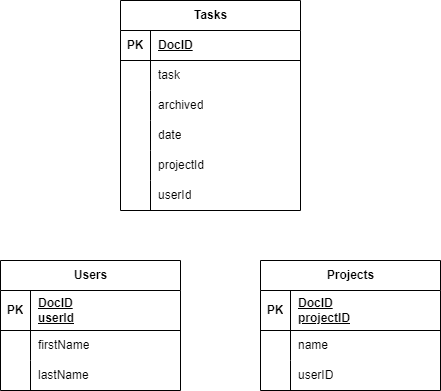 Tasks
PK DocID
task
archived
date
projectId
userId
Users
PK DocID
userId
firstName
lastName
Projects
PK DocID
projectID
name
userID